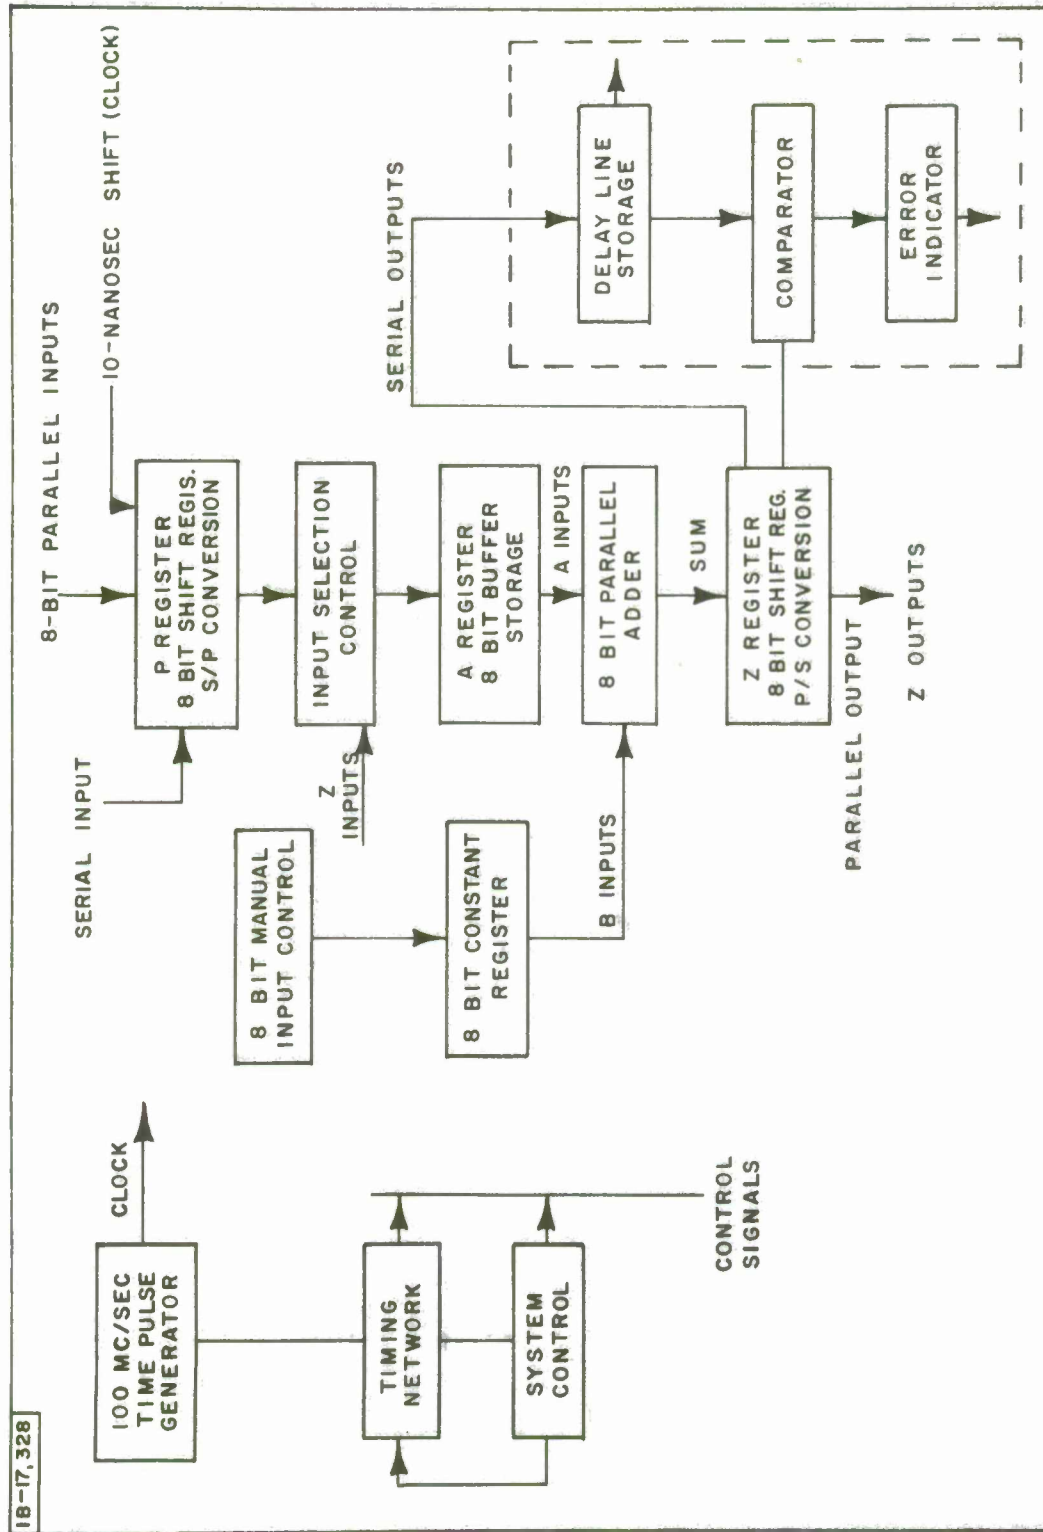 IB-17,328
100 MC/SEC
TIME PULSE
GENERATOR
CLOCK
TIMING
NETWORK
SYSTEM
CONTROL
CONTROL
SIGNALS
8 BIT MANUAL
INPUT CONTROL
8 BIT CONSTANT
REGISTER
B INPUTS
SERIAL INPUT
8-BIT PARALLEL INPUTS
10-NANOSEC SHIFT (CLOCK)
P REGISTER
8 BIT SHIFT REGIS.
S/P CONVERSION
Z
INPUTS
INPUT SELECTION
CONTROL
A REGISTER
8 BIT BUFFER
STORAGE
A INPUTS
8 BIT PARALLEL
ADDER
SUM
Z REGISTER
8 BIT SHIFT REG.
P/S CONVERSION
PARALLEL OUTPUT
Z OUTPUTS
SERIAL OUTPUTS
DELAY LINE
STORAGE
COMPARATOR
ERROR
INDICATOR